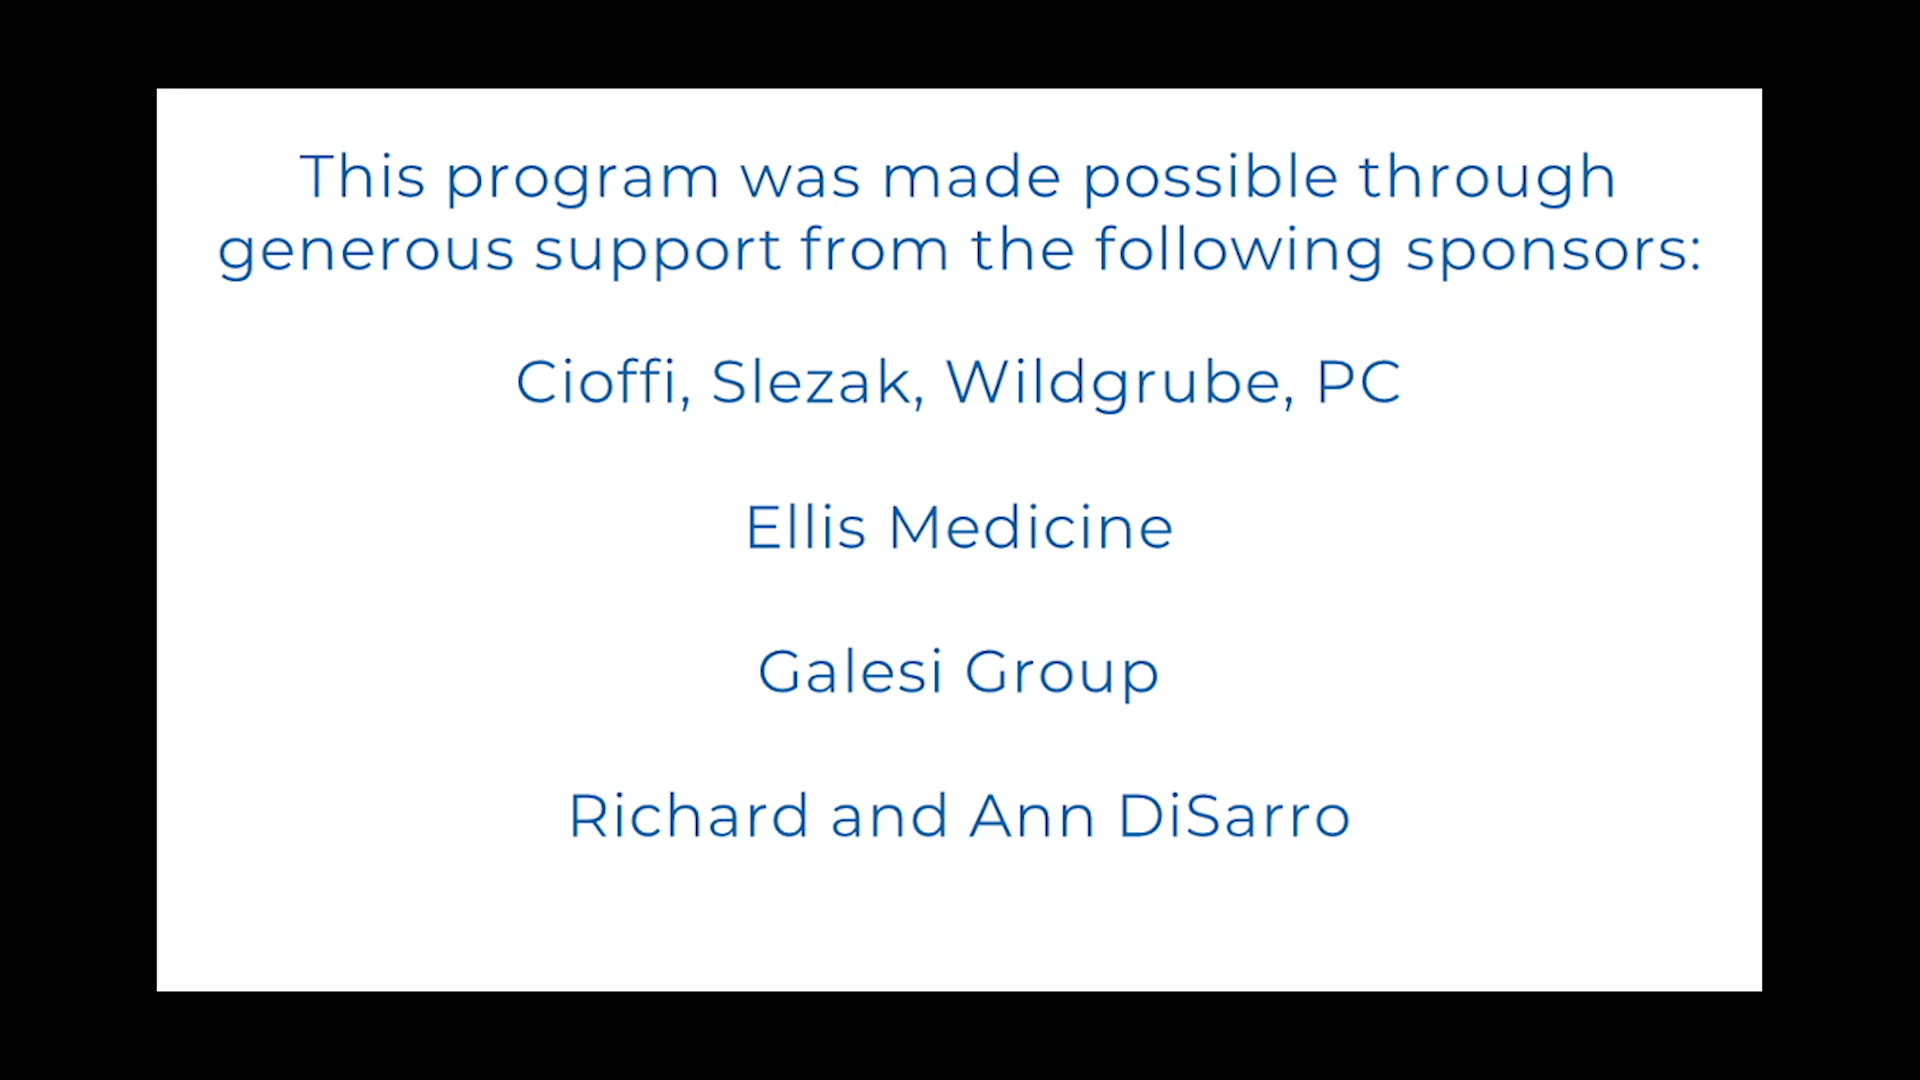 This program was made possible through
generous support from the following sponsors:
Cioffi, Slezak, Wildgrube, PC
Ellis Medicine
Galesi Group
Richard and Ann DiSarro